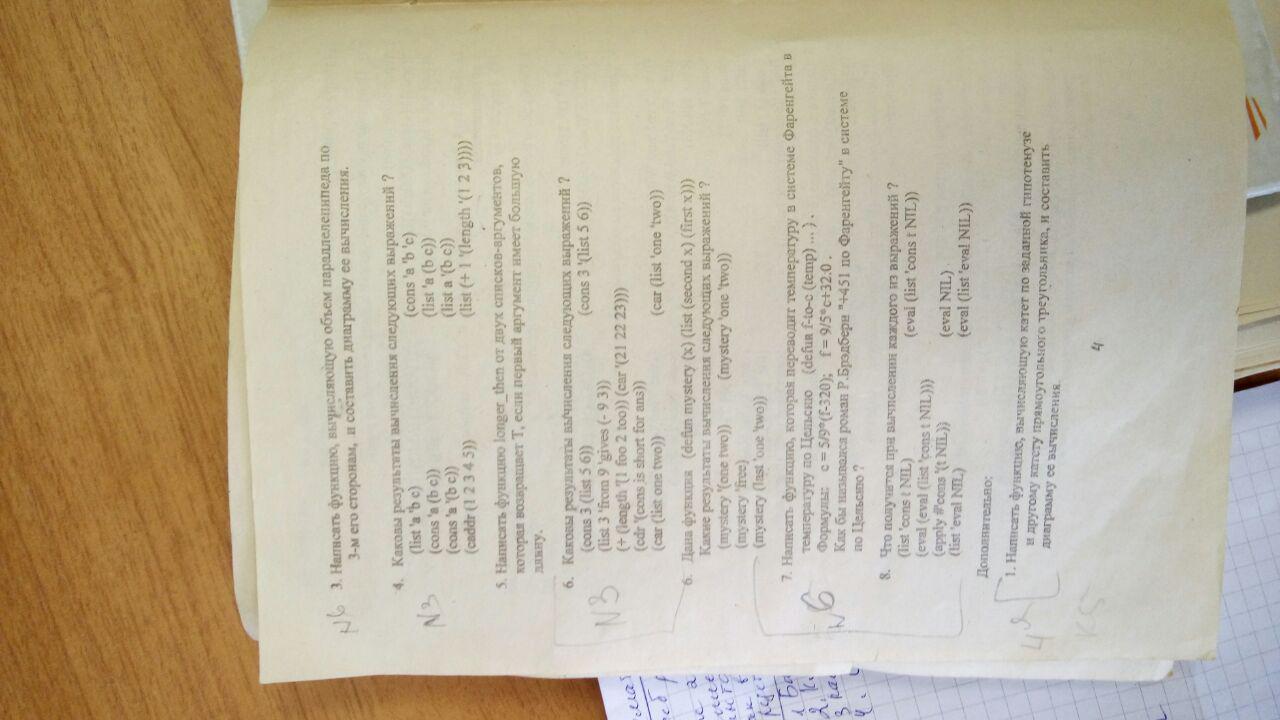 N6
3. Написать функцию, вычисляющую объем параллелепипеда по
3-м его сторонам, и составить диаграмму ее вычисления.
4. Каковы результаты вычисления следующих выражений ?
(list 'a 'b c) (cons 'a 'b 'c)
N3
(cons 'a (b c)) (list 'a (b c))
(cons 'a '(b c)) (list a '(b c))
(caddr (1 2 3 4 5)) (list (+ 1 '(length '(1 2 3))))
5. Написать функцию longer_then от двух списков-аргументов,
которая возвращает T, если первый аргумент имеет большую
длину.
6. Каковы результаты вычисления следующих выражений ?
(cons 3 (list 5 6)) (cons 3 '(list 5 6))
N3
(list 3 'from 9 'gives (- 9 3))
(+ (length '(1 foo 2 too)) (car '(21 22 23)))
(cdr '(cons is short for ans))
(car (list one two)) (car (list 'one 'two))
6. Дана функция (defun mystery (x) (list (second x) (first x)))
Какие результаты вычисления следующих выражений ?
(mystery '(one two)) (mystery 'one 'two))
(mystery 'free)
(mystery (last 'one 'two))
7. Написать функцию, которая переводит температуру в системе Фаренгейта в
температуру по Цельсию (defun f-to-c (temp) ... ) .
N6
Формулы: c = 5/9*(f-320); f = 9/5*c+32.0 .
Как бы назывался роман Р.Брэдбери "+451 по Фаренгейту" в системе
по Цельсию ?
8. Что получится при вычислении каждого из выражений ?
(list 'cons t NIL) (eval (list 'cons t NIL))
(eval (eval (list 'cons t NIL)))
(apply #'cons '(t NIL)) (eval NIL)
(list 'eval NIL) (eval (list 'eval NIL))
Дополнительно:
1. Написать функцию, вычисляющую катет по заданной гипотенузе
и другому катету прямоугольного треугольника, и составить
диаграмму ее вычисления.
4